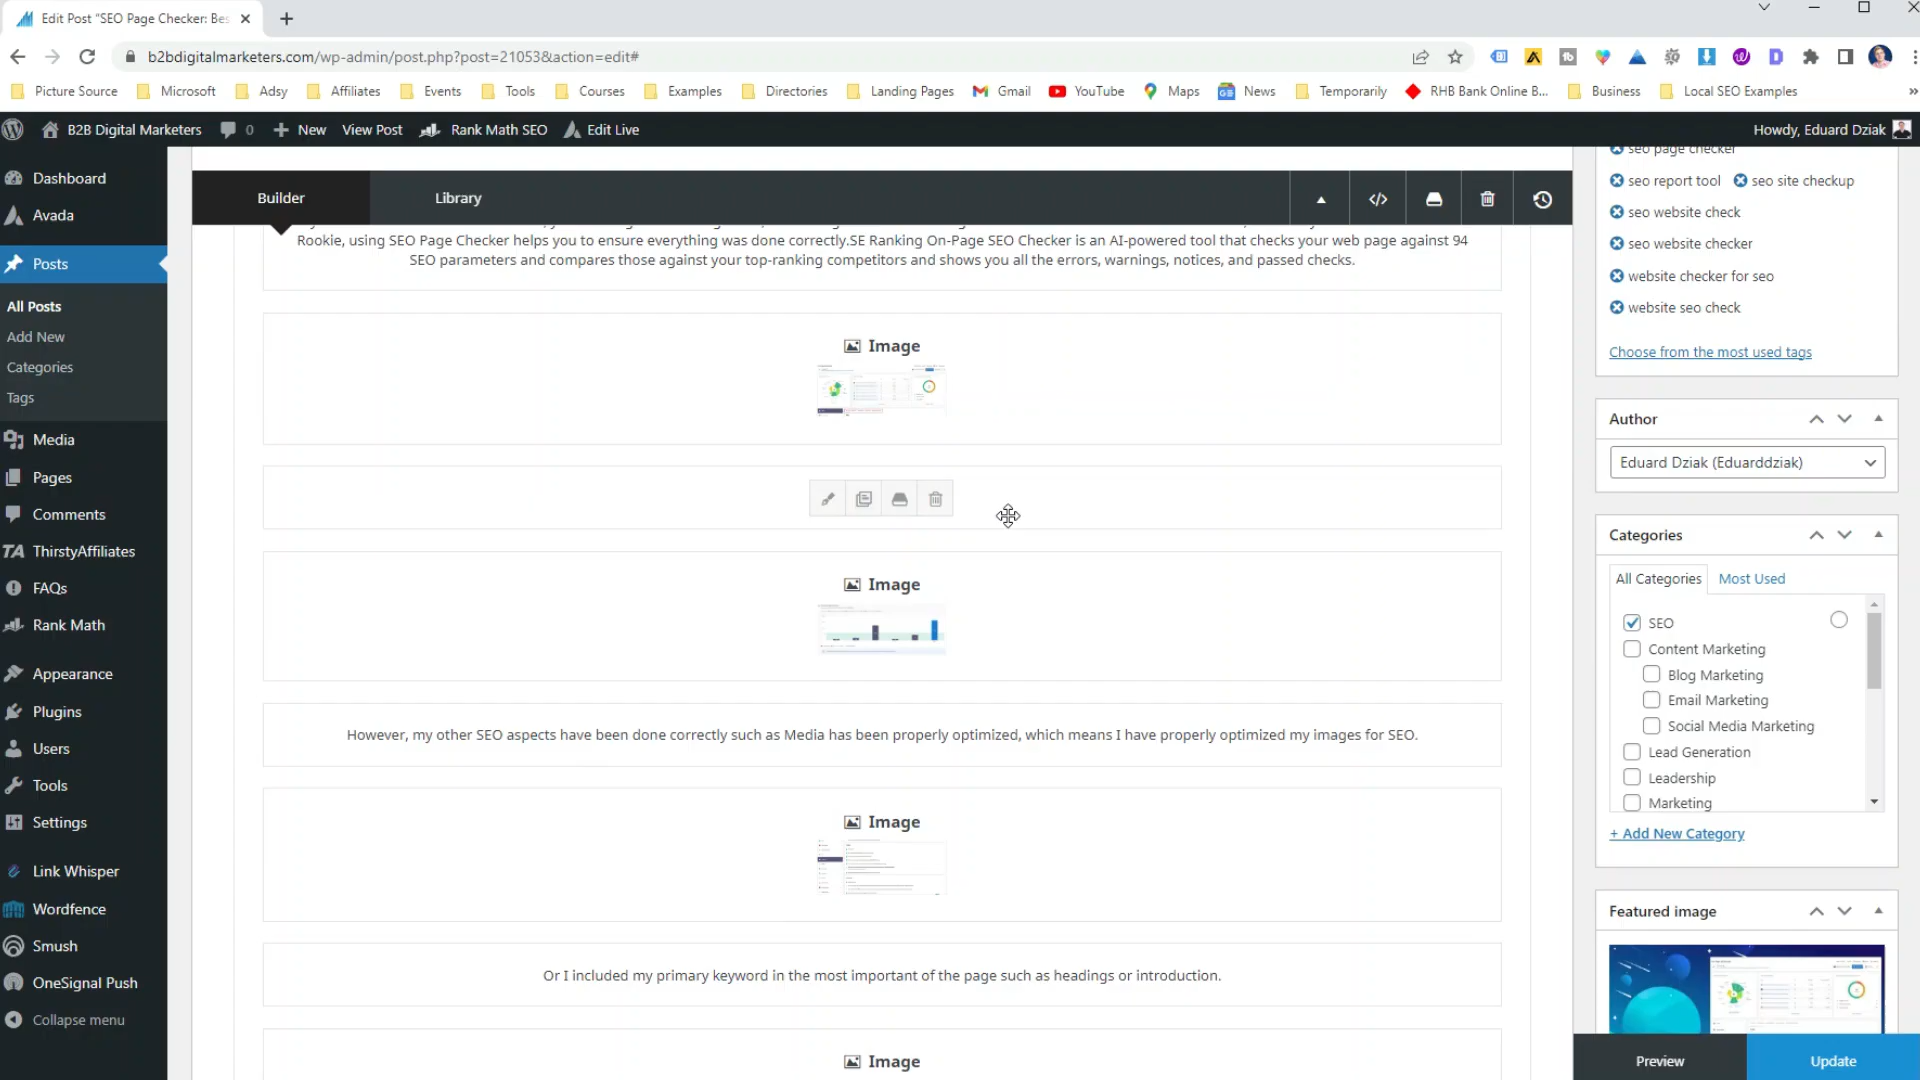 Edit Post "SEO Page Checker: Bes
b2bdigitalmarketers.com/wp-admin/post.php?post=21053&action=edit#
Picture Source
Microsoft
Adsy
Affiliates
Events
Tools
Courses
Examples
Directories
Landing Pages
Gmail
YouTube
Maps
News
Temporarily
RHB Bank Online B...
Business
Local SEO Examples
»
B2B Digital Marketers
0
New
View Post
Rank Math SEO
Edit Live
Howdy, Eduard Dziak
Dashboard
Avada
Posts
All Posts
Add New
Categories
Tags
Media
Pages
Comments
ThirstyAffiliates
FAQs
Rank Math
Appearance
Plugins
Users
Tools
Settings
Link Whisper
Wordfence
Smush
OneSignal Push
Collapse menu
Builder
Library
Rookie, using SEO Page Checker helps you to ensure everything was done correctly.SE Ranking On-Page SEO Checker is an AI-powered tool that checks your web page against 94
SEO parameters and compares those against your top-ranking competitors and shows you all the errors, warnings, notices, and passed checks.
Image
Image
However, my other SEO aspects have been done correctly such as Media has been properly optimized, which means I have properly optimized my images for SEO.
Image
Or I included my primary keyword in the most important of the page such as headings or introduction.
Image
seo page checker
seo report tool
seo site checkup
seo website check
seo website checker
website checker for seo
website seo check
Choose from the most used tags
Author
Eduard Dziak (Eduarddziak)
Categories
All Categories
Most Used
SEO
Content Marketing
Blog Marketing
Email Marketing
Social Media Marketing
Lead Generation
Leadership
Marketing
+ Add New Category
Featured image
Preview
Update